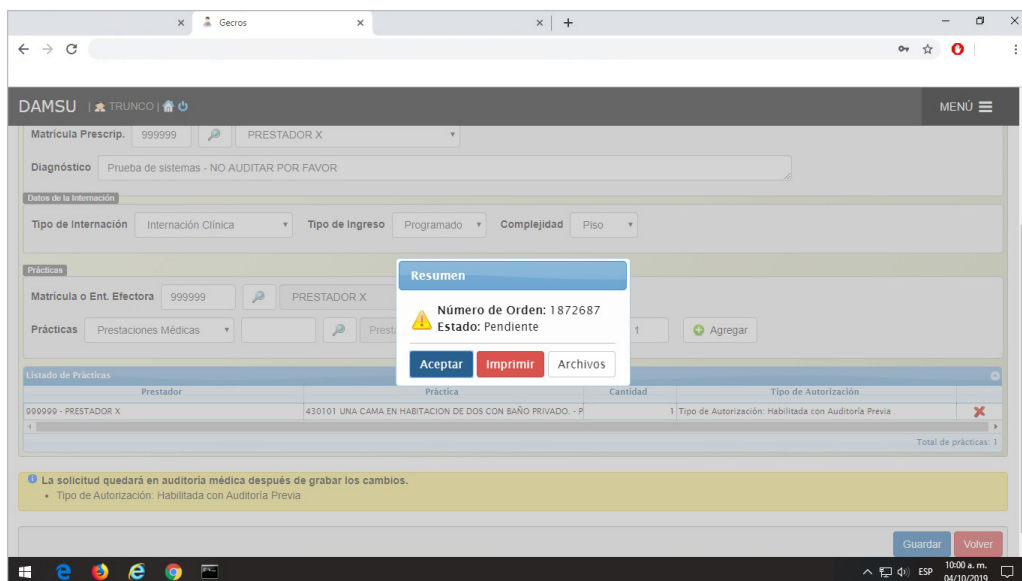 Gecros
DAMSU | TRUNCO |
MENÚ
Matrícula Prescrip. 999999 PRESTADOR X
Diagnóstico Prueba de sistemas - NO AUDITAR POR FAVOR
Datos de la Internación
Tipo de Internación Internación Clínica Tipo de Ingreso Programado Complejidad Piso
Prácticas
Matrícula o Ent. Efectora 999999 PRESTADOR X
Prácticas Prestaciones Médicas 1 Agregar
Resumen
Número de Orden: 1872687
Estado: Pendiente
Aceptar Imprimir Archivos
Listado de Prácticas
Prestador Práctica Cantidad Tipo de Autorización
999999 - PRESTADOR X 430101 UNA CAMA EN HABITACION DE DOS CON BAÑO PRIVADO. - P 1 Tipo de Autorización: Habilitada con Auditoría Previa
Total de prácticas: 1
La solicitud quedará en auditoría médica después de grabar los cambios.
• Tipo de Autorización: Habilitada con Auditoría Previa
Guardar Volver
ESP 10:00 a. m.
04/10/2019